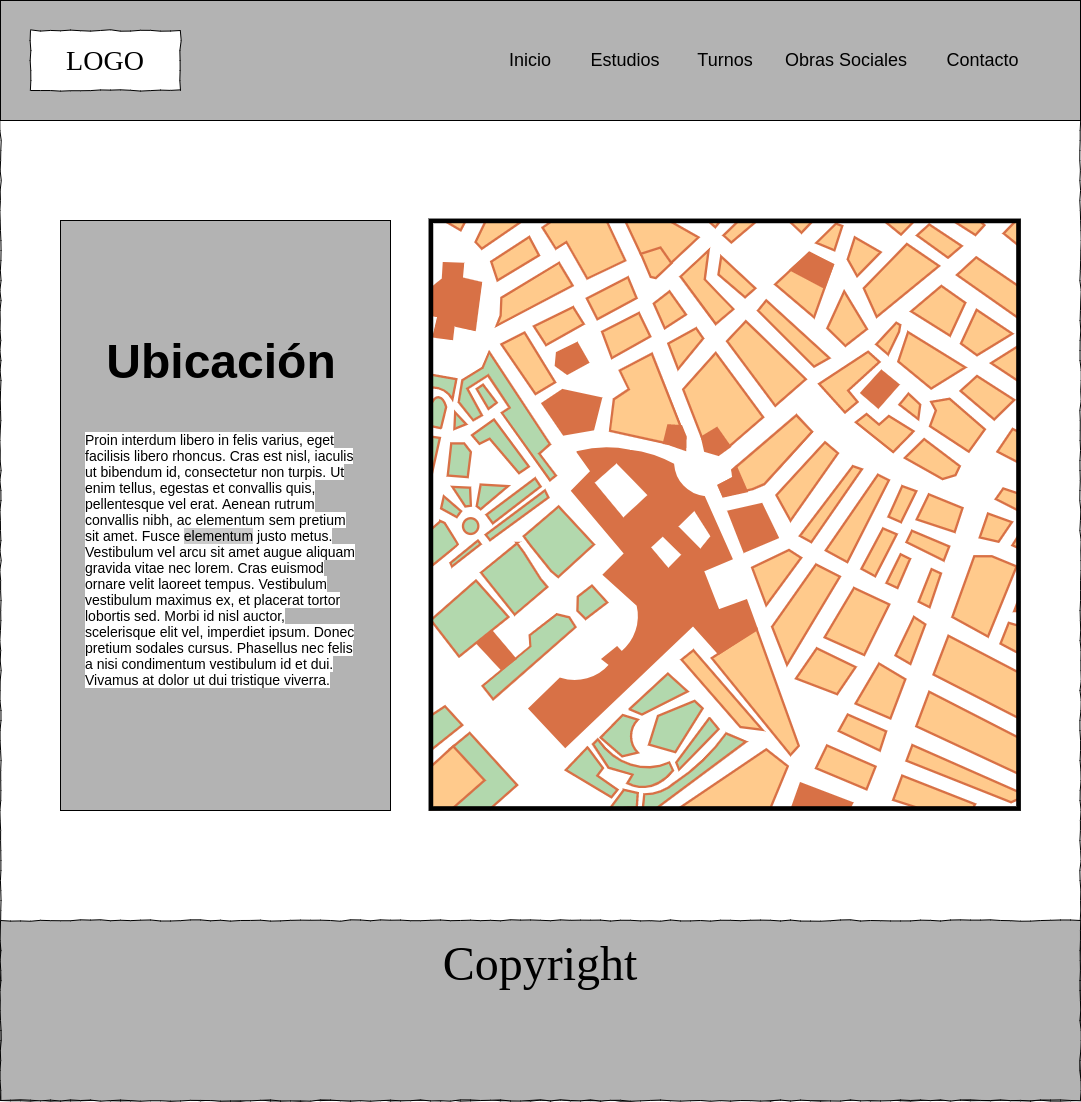 LOGO
Inicio Estudios Turnos Obras Sociales Contacto
Ubicación
Proin interdum libero in felis varius, eget
facilisis libero rhoncus. Cras est nisl, iaculis
ut bibendum id, consectetur non turpis. Ut
enim tellus, egestas et convallis quis,
pellentesque vel erat. Aenean rutrum
convallis nibh, ac elementum sem pretium
sit amet. Fusce elementum justo metus.
Vestibulum vel arcu sit amet augue aliquam
gravida vitae nec lorem. Cras euismod
ornare velit laoreet tempus. Vestibulum
vestibulum maximus ex, et placerat tortor
lobortis sed. Morbi id nisl auctor,
scelerisque elit vel, imperdiet ipsum. Donec
pretium sodales cursus. Phasellus nec felis
a nisi condimentum vestibulum id et dui.
Vivamus at dolor ut dui tristique viverra.
Copyright